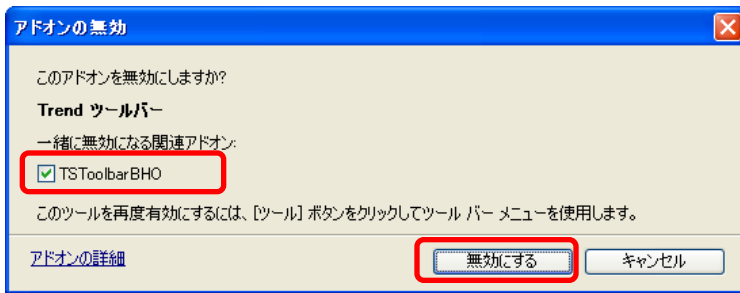 アドオンの無効
このアドオンを無効にしますか?
Trend ツールバー
一緒に無効になる関連アドオン:
TSToolbarBHO
このツールを再度有効にするには、[ツール] ボタンをクリックしてツール バー メニューを使用します。
アドオンの詳細 無効にする キャンセル